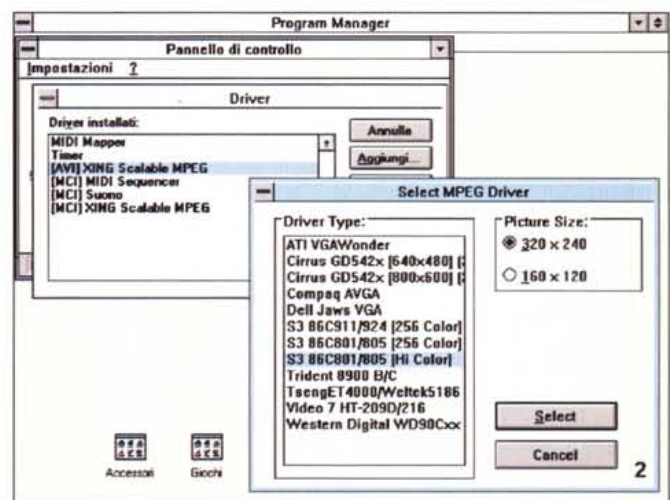 Program Manager
Pannello di controllo
Impostazioni ?
Driver
Driver installati:
MIDI Mapper
Timer
[AVI] XING Scalable MPEG
[MCI] MIDI Sequencer
[MCI] Suono
[MCI] XING Scalable MPEG
Annulla
Aggiungi...
Select MPEG Driver
Driver Type:
ATI VGAWonder
Cirrus GD542x [640x480] [
Cirrus GD542x [800x600] [
Compaq AVGA
Dell Jaws VGA
S3 86C911/924 [256 Color]
S3 86C801/805 [256 Color]
S3 86C801/805 [Hi Color]
Trident 8900 B/C
TsengET4000/Weltek5186
Video 7 HT-209D/216
Western Digital WD90Cxx
Picture Size:
320 x 240
160 x 120
Select
Cancel
Accessori
Giochi
2